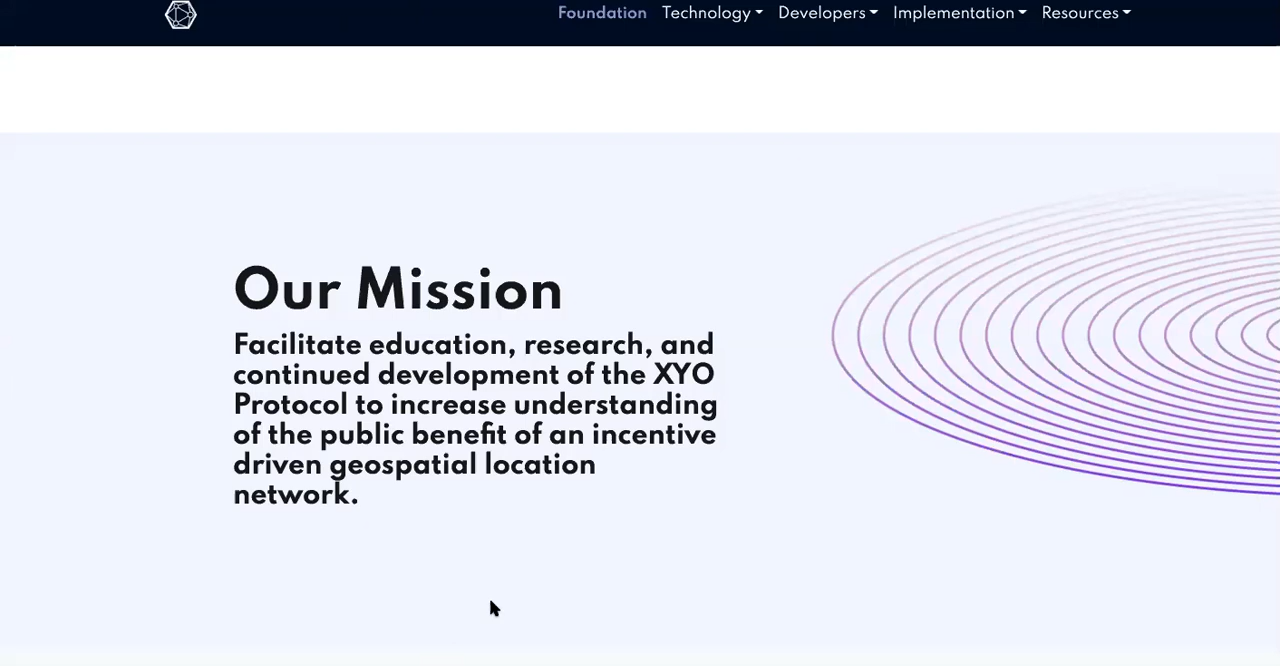 Foundation Technology Developers Implementation Resources
Our Mission
Facilitate education, research, and
continued development of the XYO
Protocol to increase understanding
of the public benefit of an incentive
driven geospatial location
network.